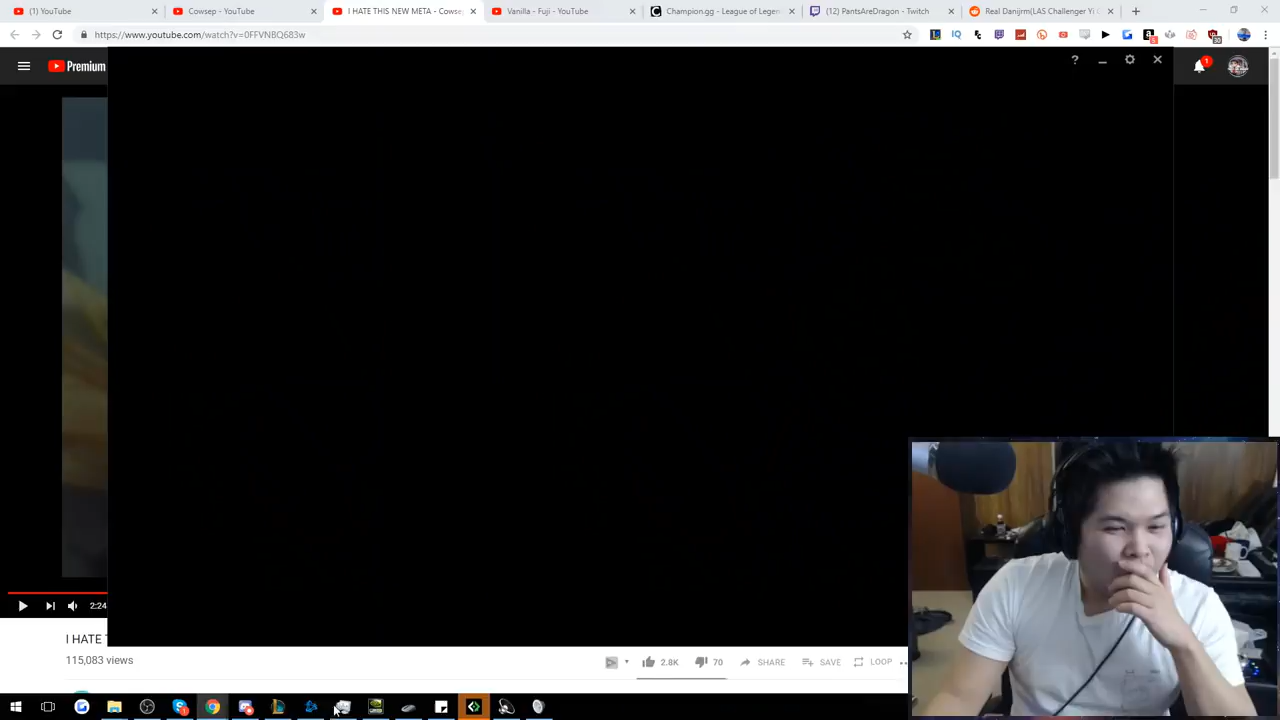 (1) YouTube
Cowsep - YouTube
I HATE THIS NEW META - Cowse
Vanilla - Fuji - YouTube
Champion.gg - League of Legen
(12) PantsAreDragon - Twitch
Real Danijrm(LAS Challenger Yi
https://www.youtube.com/watch?v=0FFVNBQ683w
Premium
1
?
2:24
I HATE
115,083 views
2.8K
70
SHARE
SAVE
LOOP